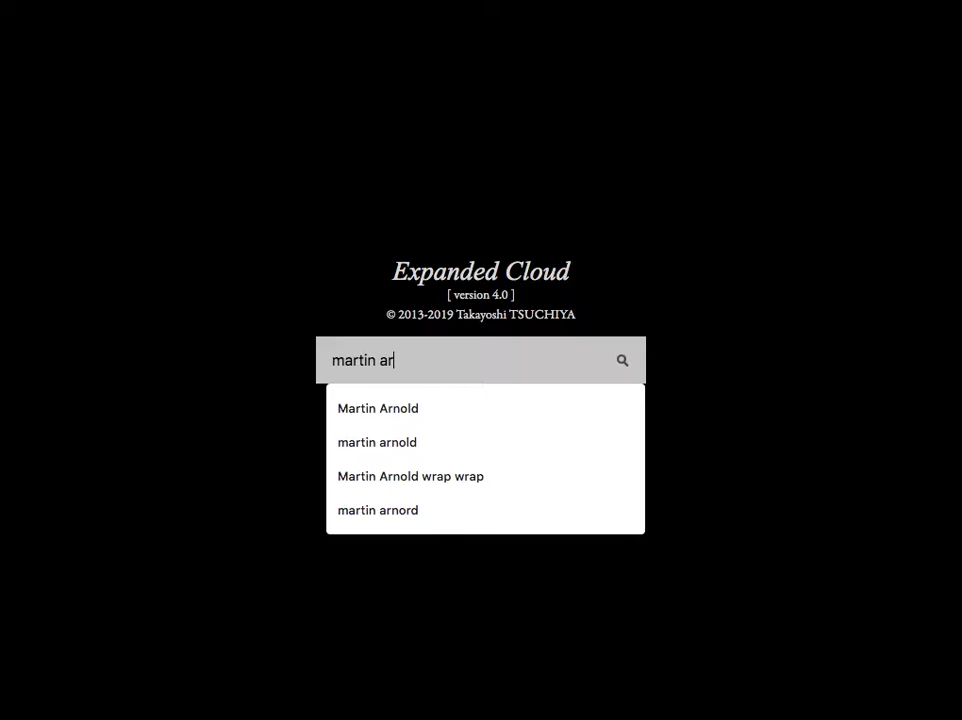 Expanded Cloud
[ version 4.0 ]
© 2013-2019 Takayoshi TSUCHIYA
martin ar
Martin Arnold
martin arnold
Martin Arnold wrap wrap
martin arnord